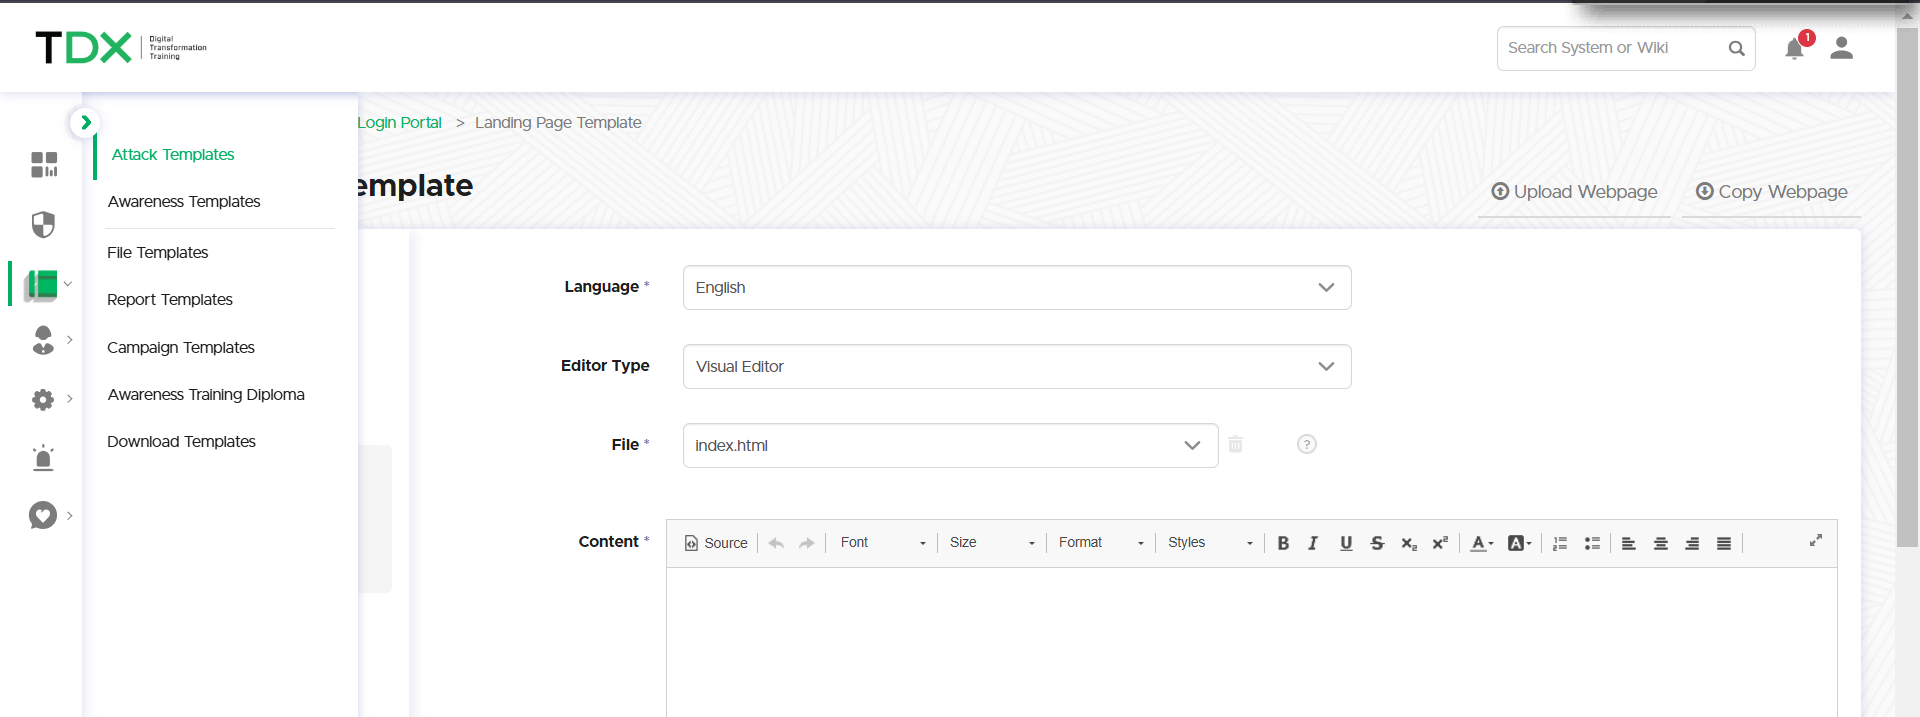 TDX
Digital
Transformation
Training
Search System or Wiki
1
Login Portal > Landing Page Template
Attack Templates
Awareness Templates
File Templates
Report Templates
Campaign Templates
Awareness Training Diploma
Download Templates
emplate
Upload Webpage
Copy Webpage
Language *
English
Editor Type
Visual Editor
File *
index.html
?
Content *
Source Font Size Format Styles B I U S x₂ x² A A